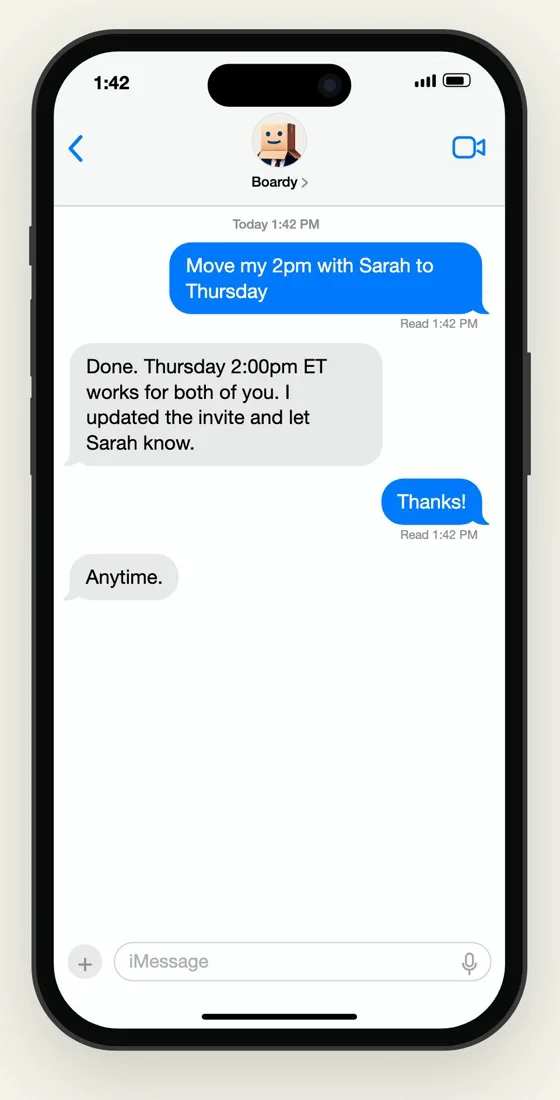 1:42
Boardy
Today 1:42 PM
Move my 2pm with Sarah to
Thursday
Read 1:42 PM
Done. Thursday 2:00pm ET
works for both of you. I
updated the invite and let
Sarah know.
Thanks!
Read 1:42 PM
Anytime.
iMessage